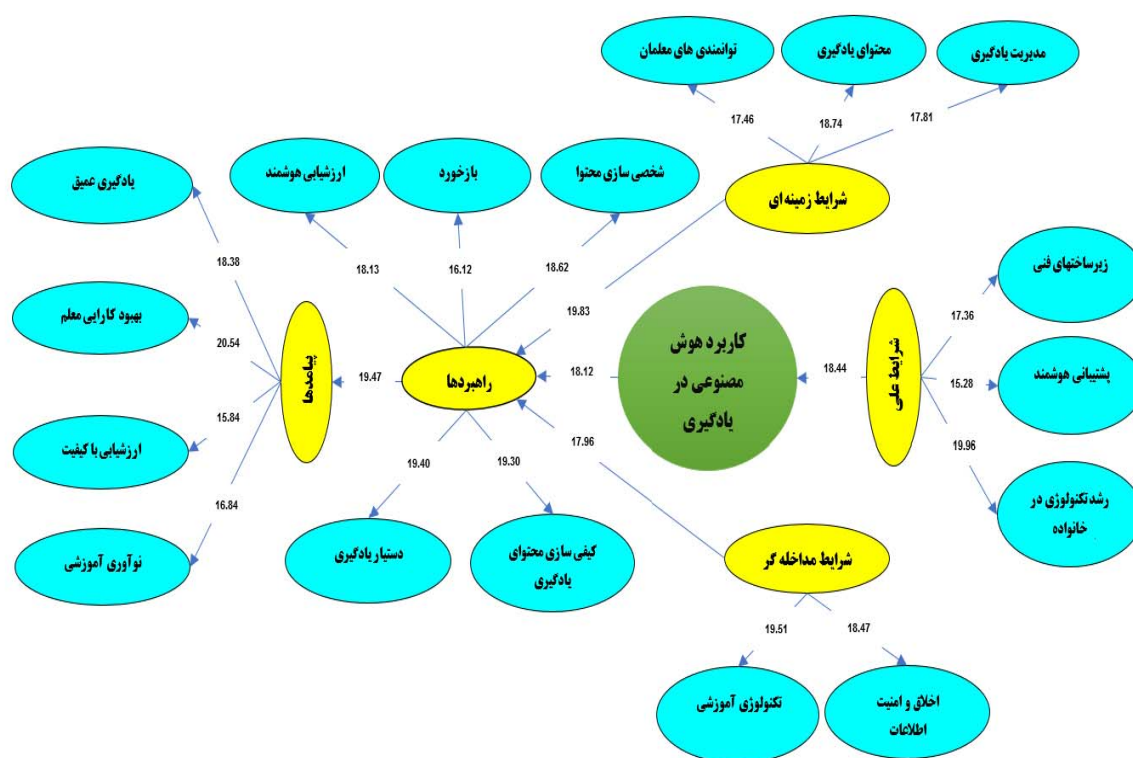 توانمندی های معلمان
محتوای یادگیری
مدیریت یادگیری
17.46
18.74
17.81
شرایط زمینه ای
شخصی سازی محتوا
بازخورد
ارزشیابی هوشمند
یادگیری عمیق
18.62
16.12
18.13
18.38
19.83
زیرساختهای فنی
17.36
بهبود کارایی معلم
20.54
پیامدها
19.47
راهبردها
18.12
کاربرد هوش
مصنوعی در
یادگیری
18.44
شرایط علی
15.28
پشتیبانی هوشمند
19.96
رشد تکنولوژی در
خانواده
15.84
ارزشیابی با کیفیت
17.96
19.40
19.30
16.84
نوآوری آموزشی
دستیار یادگیری
کیفی سازی محتوای
یادگیری
شرایط مداخله گر
19.51
18.47
تکنولوژی آموزشی
اخلاق و امنیت
اطلاعات